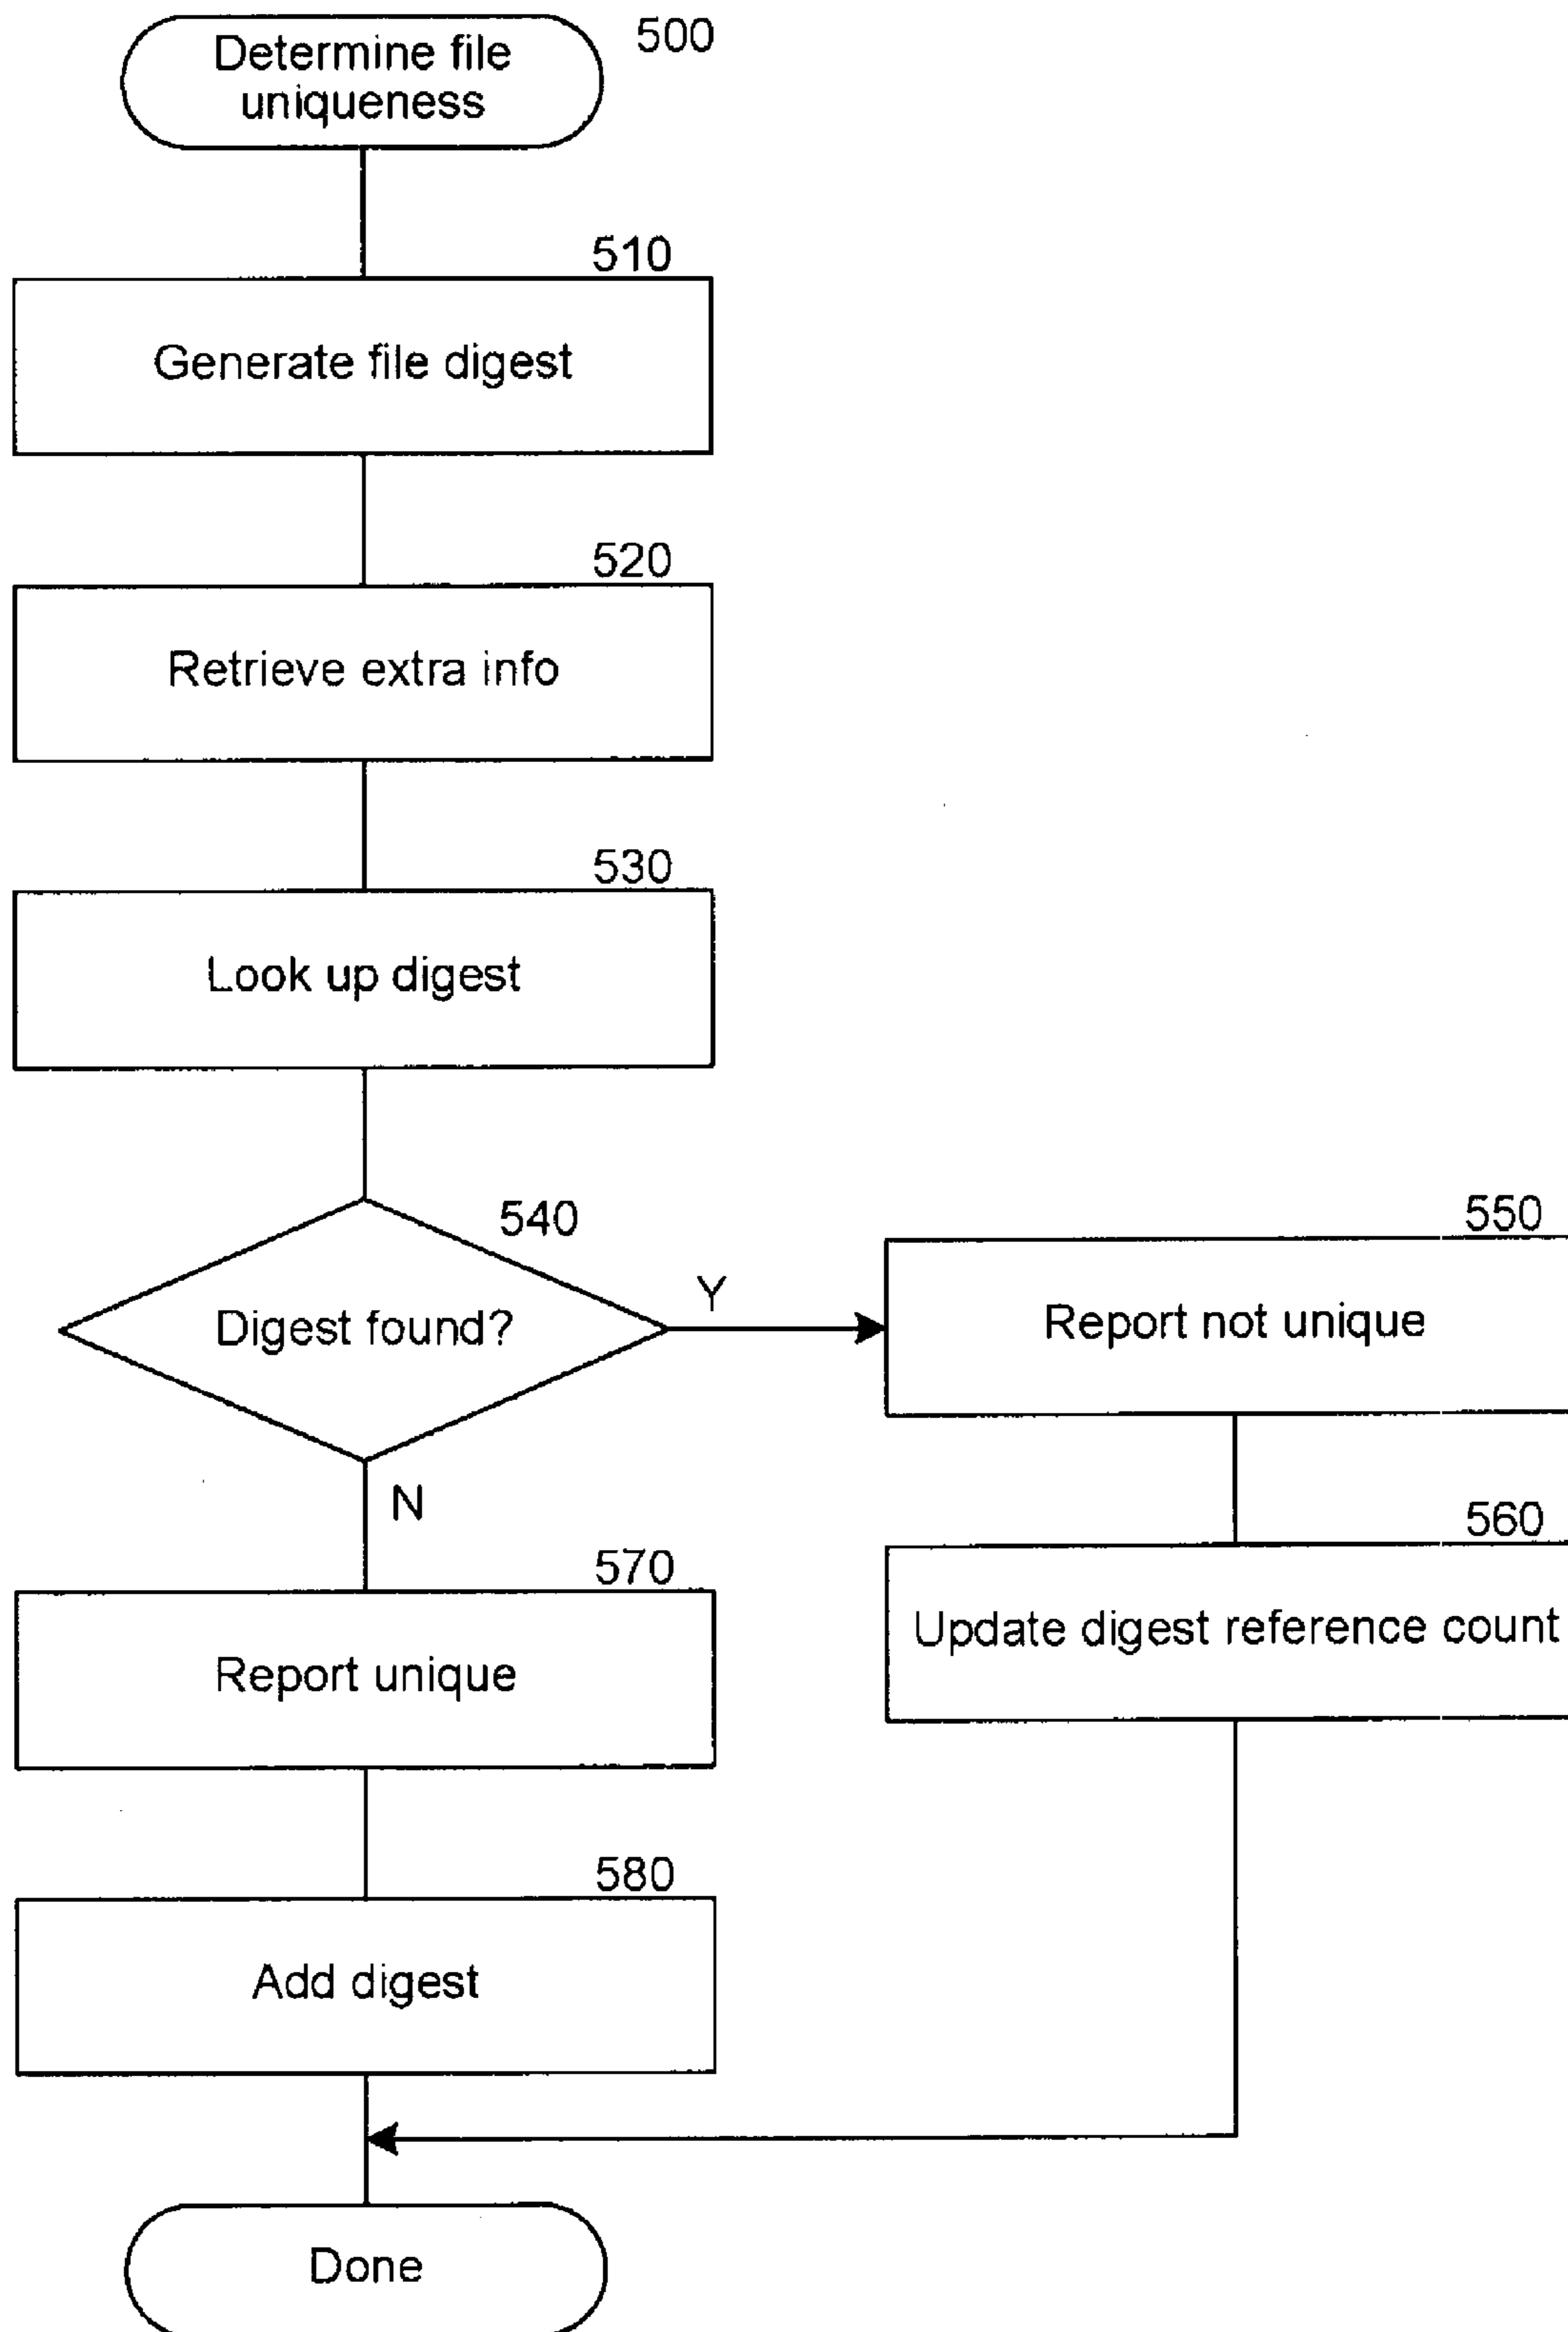 Determine file
uniqueness
500
510
Generate file digest
520
Retrieve extra info
530
Look up digest
540
Digest found?
Y
550
Report not unique
560
Update digest reference count
N
570
Report unique
580
Add digest
Done